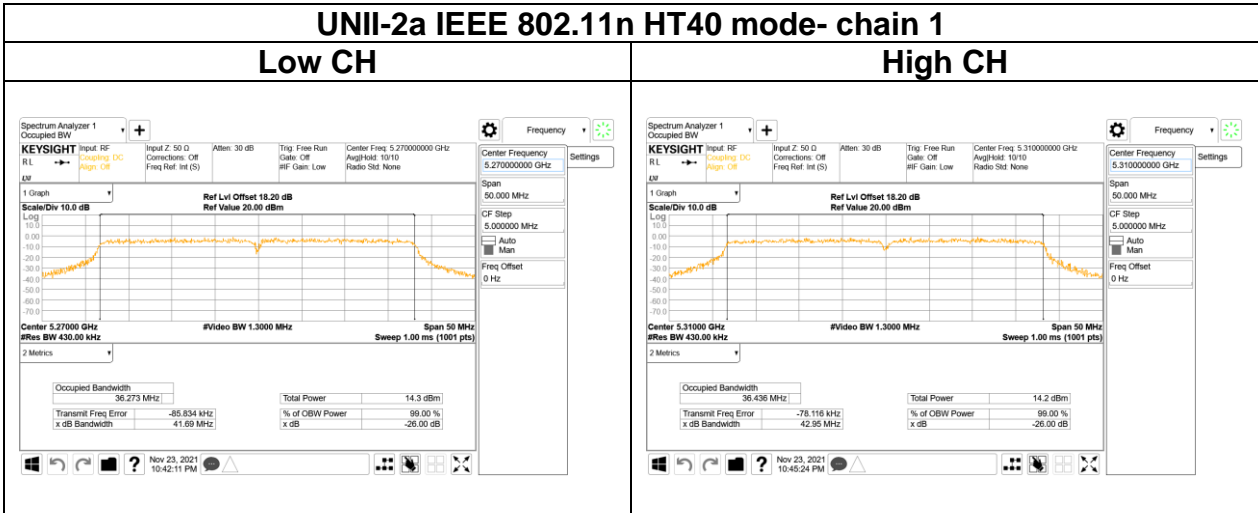 UNII-2a IEEE 802.11n HT40 mode- chain 1
Low CH
High CH
Spectrum Analyzer 1
Occupied BW
Frequency
KEYSIGHT
RL
Input: RF
Coupling: DC
Align: Off
Input Z: 50 Ω
Corrections: Off
Freq Ref: Int (S)
Atten: 30 dB
Trig: Free Run
Gate: Off
#IF Gain: Low
Center Freq: 5.270000000 GHz
Avg|Hold: 10/10
Radio Std: None
Center Frequency
5.270000000 GHz
Settings
Span
50.000 MHz
CF Step
5.000000 MHz
Auto
Man
Freq Offset
0 Hz
1 Graph
Scale/Div 10.0 dB
Ref Lvl Offset 18.20 dB
Ref Value 20.00 dBm
Log
10.0
0.00
-10.0
-20.0
-30.0
-40.0
-50.0
-60.0
-70.0
Center 5.27000 GHz
#Res BW 430.00 kHz
#Video BW 1.3000 MHz
Span 50 MHz
Sweep 1.00 ms (1001 pts)
2 Metrics
Occupied Bandwidth
36.273 MHz
Total Power 14.3 dBm
Transmit Freq Error -85.834 kHz
% of OBW Power 99.00 %
x dB Bandwidth 41.69 MHz
x dB -26.00 dB
?
Nov 23, 2021
10:42:11 PM
Spectrum Analyzer 1
Occupied BW
Frequency
KEYSIGHT
RL
Input: RF
Coupling: DC
Align: Off
Input Z: 50 Ω
Corrections: Off
Freq Ref: Int (S)
Atten: 30 dB
Trig: Free Run
Gate: Off
#IF Gain: Low
Center Freq: 5.310000000 GHz
Avg|Hold: 10/10
Radio Std: None
Center Frequency
5.310000000 GHz
Settings
Span
50.000 MHz
CF Step
5.000000 MHz
Auto
Man
Freq Offset
0 Hz
1 Graph
Scale/Div 10.0 dB
Ref Lvl Offset 18.20 dB
Ref Value 20.00 dBm
Log
10.0
0.00
-10.0
-20.0
-30.0
-40.0
-50.0
-60.0
-70.0
Center 5.31000 GHz
#Res BW 430.00 kHz
#Video BW 1.3000 MHz
Span 50 MHz
Sweep 1.00 ms (1001 pts)
2 Metrics
Occupied Bandwidth
36.436 MHz
Total Power 14.2 dBm
Transmit Freq Error -78.116 kHz
% of OBW Power 99.00 %
x dB Bandwidth 42.95 MHz
x dB -26.00 dB
?
Nov 23, 2021
10:45:24 PM